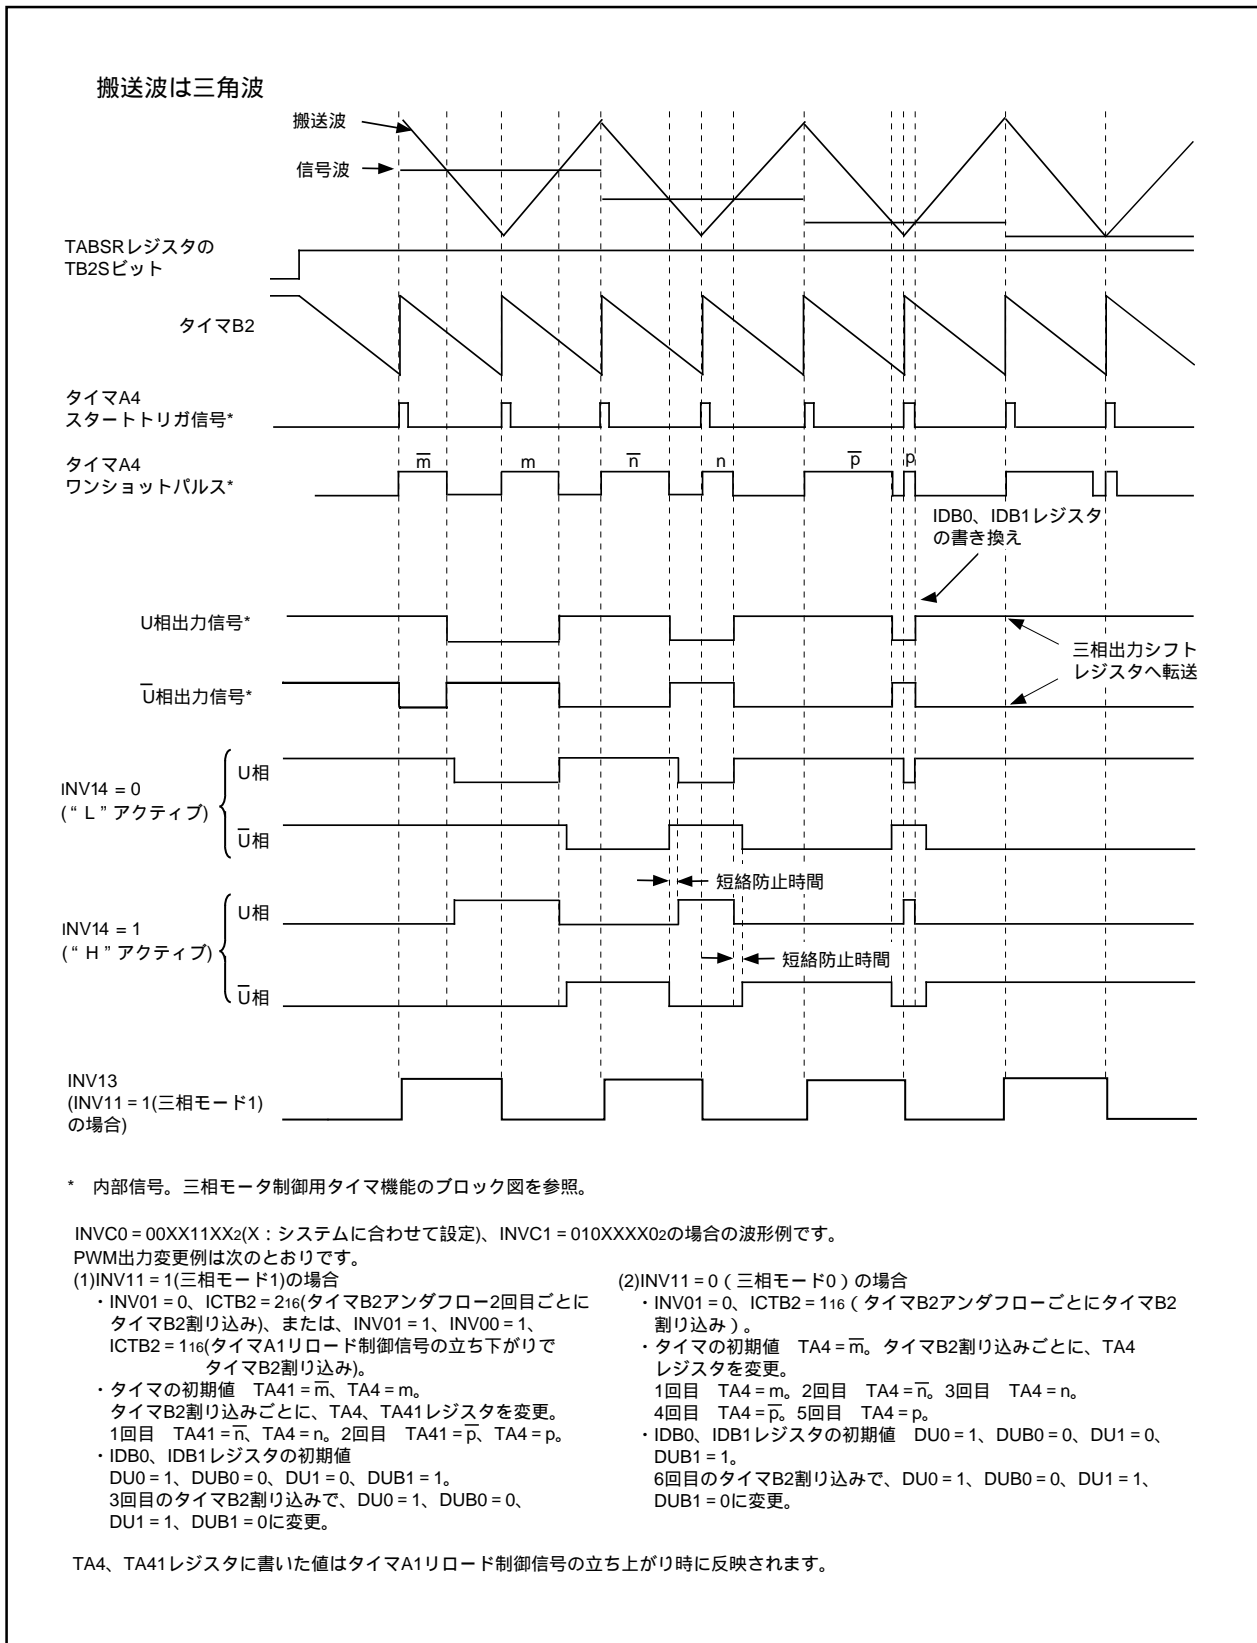 搬送波は三角波
搬送波
信号波
TABSRレジスタの
TB2Sビット
タイマB2
タイマA4
スタートトリガ信号*
タイマA4
ワンショットパルス*
m̅ m n̅ n p̅ p
IDB0、IDB1レジスタ
の書き換え
U相出力信号*
三相出力シフト
レジスタへ転送
U̅相出力信号*
INV14 = 0
(“ L ” アクティブ)
U相
U̅相
短絡防止時間
INV14 = 1
(“ H ” アクティブ)
U相
短絡防止時間
U̅相
INV13
(INV11 = 1(三相モード1)
の場合)
* 内部信号。三相モータ制御用タイマ機能のブロック図を参照。
INVC0 = 00XX11XX2(X：システムに合わせて設定)、INVC1 = 010XXXX02の場合の波形例です。
PWM出力変更例は次のとおりです。
(1)INV11 = 1(三相モード1)の場合
・INV01 = 0、ICTB2 = 216(タイマB2アンダフロー2回目ごとに
タイマB2割り込み)、または、INV01 = 1、INV00 = 1、
ICTB2 = 116(タイマA1リロード制御信号の立ち下がりで
タイマB2割り込み)。
・タイマの初期値 TA41 = m̅、TA4 = m。
タイマB2割り込みごとに、TA4、TA41レジスタを変更。
1回目 TA41 = n̅、TA4 = n。2回目 TA41 = p̅、TA4 = p。
・IDB0、IDB1レジスタの初期値
DU0 = 1、DUB0 = 0、DU1 = 0、DUB1 = 1。
3回目のタイマB2割り込みで、DU0 = 1、DUB0 = 0、
DU1 = 1、DUB1 = 0に変更。
(2)INV11 = 0（三相モード0）の場合
・INV01 = 0、ICTB2 = 116（タイマB2アンダフローごとにタイマB2
割り込み）。
・タイマの初期値 TA4 = m̅。タイマB2割り込みごとに、TA4
レジスタを変更。
1回目 TA4 = m。2回目 TA4 = n̅。3回目 TA4 = n。
4回目 TA4 = p̅。5回目 TA4 = p。
・IDB0、IDB1レジスタの初期値 DU0 = 1、DUB0 = 0、DU1 = 0、
DUB1 = 1。
6回目のタイマB2割り込みで、DU0 = 1、DUB0 = 0、DU1 = 1、
DUB1 = 0に変更。
TA4、TA41レジスタに書いた値はタイマA1リロード制御信号の立ち上がり時に反映されます。